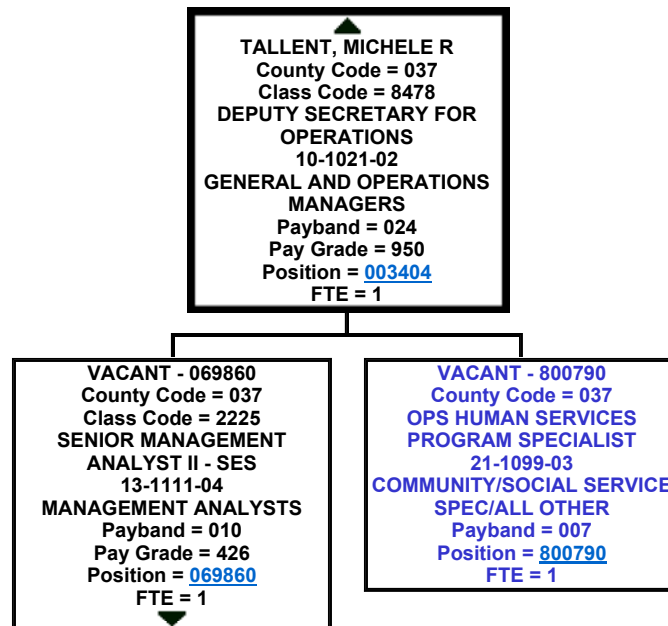 TALLENT, MICHELE R
County Code = 037
Class Code = 8478
DEPUTY SECRETARY FOR
OPERATIONS
10-1021-02
GENERAL AND OPERATIONS
MANAGERS
Payband = 024
Pay Grade = 950
Position = 003404
FTE = 1
VACANT - 069860
County Code = 037
Class Code = 2225
SENIOR MANAGEMENT
ANALYST II - SES
13-1111-04
MANAGEMENT ANALYSTS
Payband = 010
Pay Grade = 426
Position = 069860
FTE = 1
VACANT - 800790
County Code = 037
OPS HUMAN SERVICES
PROGRAM SPECIALIST
21-1099-03
COMMUNITY/SOCIAL SERVICE
SPEC/ALL OTHER
Payband = 007
Position = 800790
FTE = 1